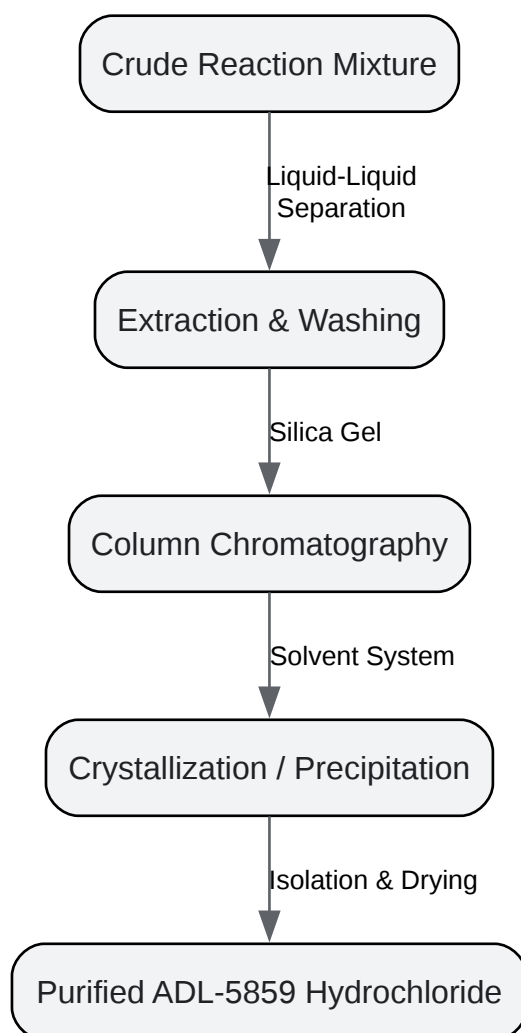 Crude Reaction Mixture
Liquid-Liquid
Separation
Extraction & Washing
Silica Gel
Column Chromatography
Solvent System
Crystallization / Precipitation
Isolation & Drying
Purified ADL-5859 Hydrochloride